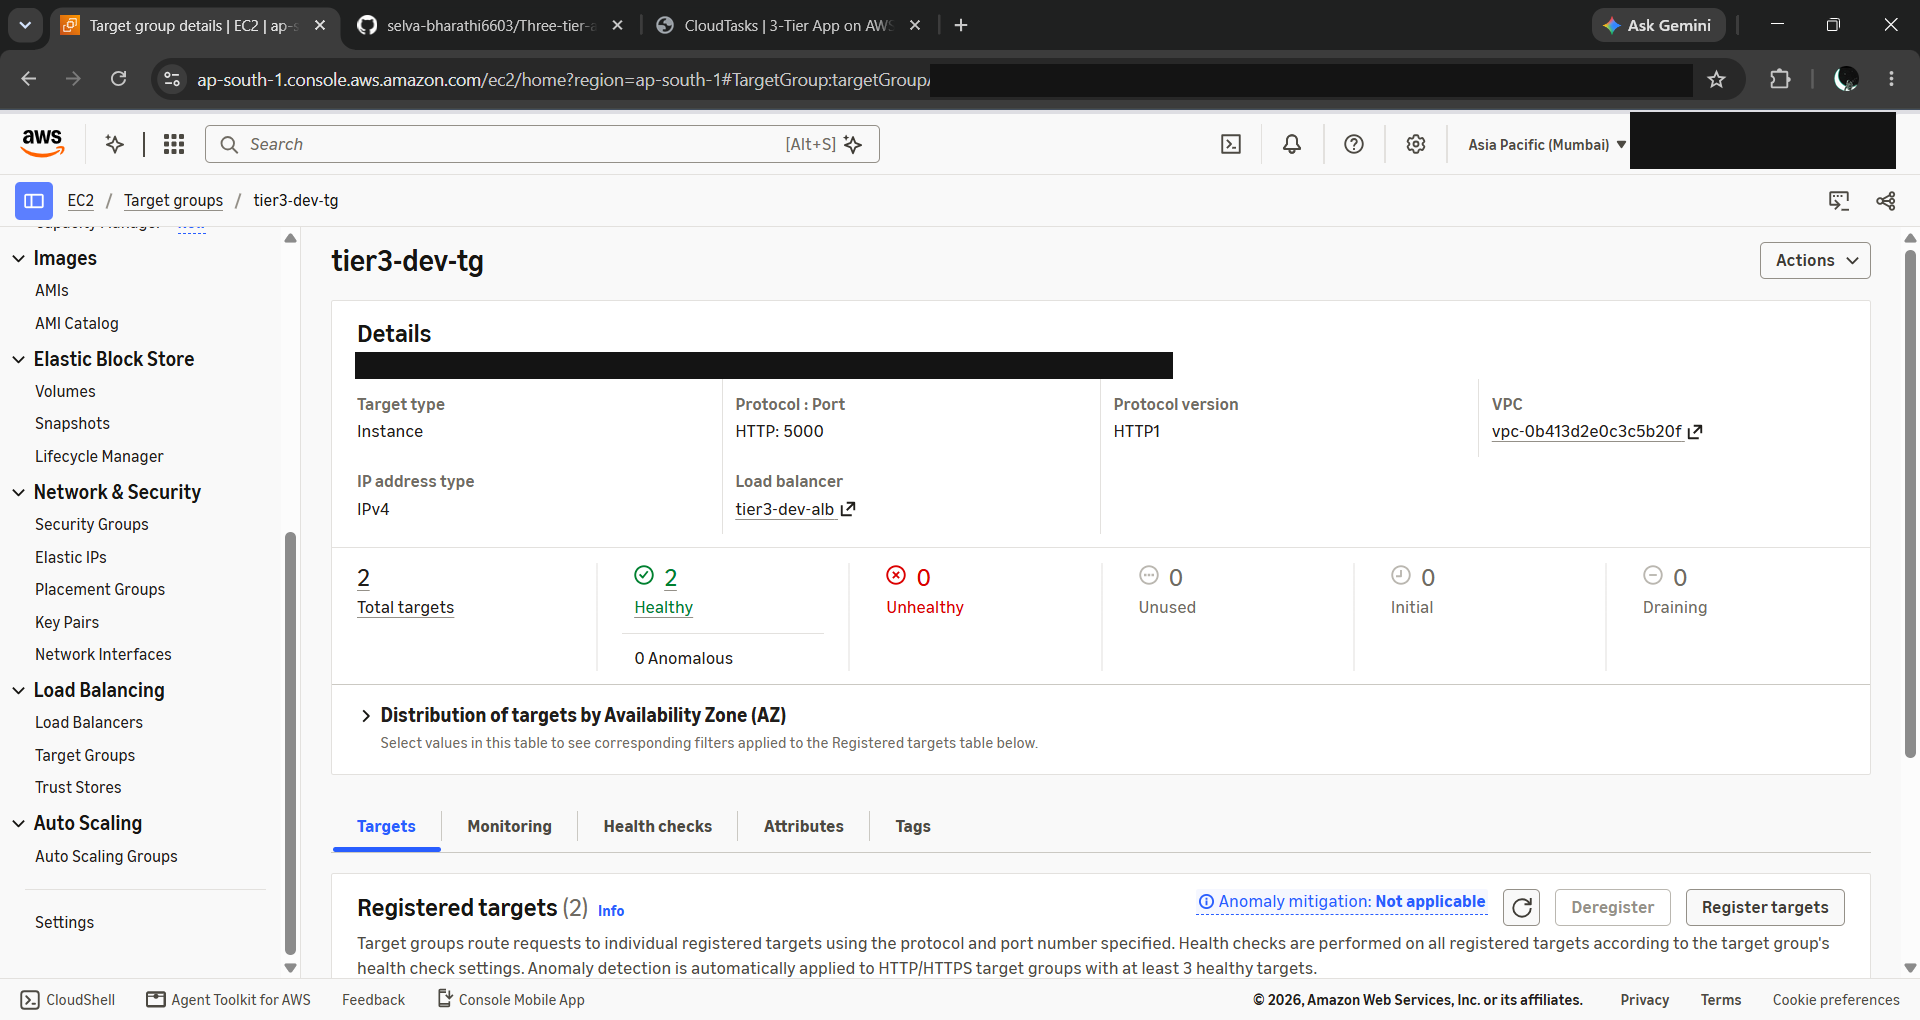 Target group details | EC2 | ap-s
selva-bharathi6603/Three-tier-a
CloudTasks | 3-Tier App on AWS
Ask Gemini
ap-south-1.console.aws.amazon.com/ec2/home?region=ap-south-1#TargetGroup:targetGroupA
aws
Search
[Alt+S]
Asia Pacific (Mumbai)
EC2 / Target groups / tier3-dev-tg
Capacity Manager New
Images
AMIs
AMI Catalog
Elastic Block Store
Volumes
Snapshots
Lifecycle Manager
Network & Security
Security Groups
Elastic IPs
Placement Groups
Key Pairs
Network Interfaces
Load Balancing
Load Balancers
Target Groups
Trust Stores
Auto Scaling
Auto Scaling Groups
Settings
tier3-dev-tg
Actions
Details
Target type
Instance
Protocol : Port
HTTP: 5000
Protocol version
HTTP1
VPC
vpc-0b413d2e0c3c5b20f
IP address type
IPv4
Load balancer
tier3-dev-alb
2
Total targets
2
Healthy
0 Anomalous
0
Unhealthy
0
Unused
0
Initial
0
Draining
Distribution of targets by Availability Zone (AZ)
Select values in this table to see corresponding filters applied to the Registered targets table below.
Targets
Monitoring
Health checks
Attributes
Tags
Registered targets (2) Info
Anomaly mitigation: Not applicable
Deregister
Register targets
Target groups route requests to individual registered targets using the protocol and port number specified. Health checks are performed on all registered targets according to the target group's
health check settings. Anomaly detection is automatically applied to HTTP/HTTPS target groups with at least 3 healthy targets.
CloudShell
Agent Toolkit for AWS
Feedback
Console Mobile App
© 2026, Amazon Web Services, Inc. or its affiliates.
Privacy
Terms
Cookie preferences